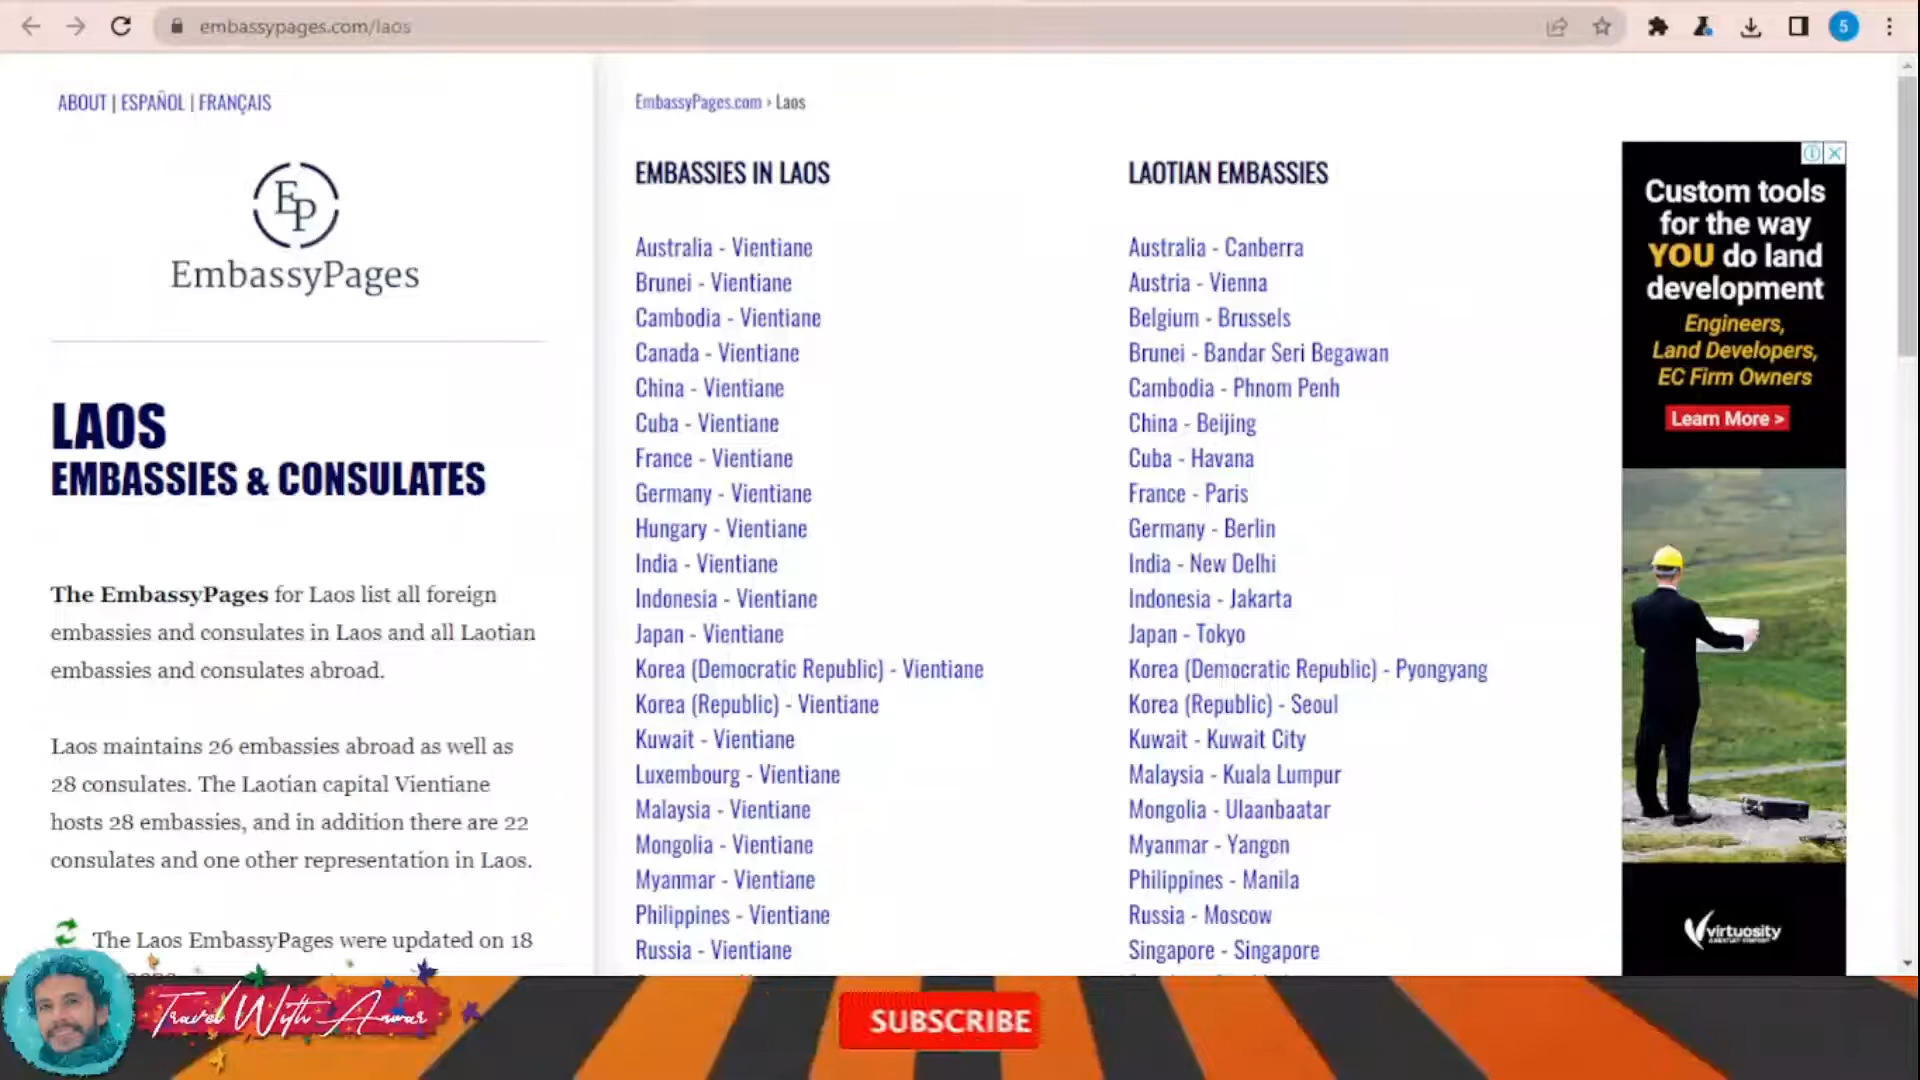 embassypages.com/laos
5
ABOUT | ESPAÑOL | FRANÇAIS
EP
EmbassyPages
LAOS
EMBASSIES & CONSULATES
The EmbassyPages for Laos list all foreign
embassies and consulates in Laos and all Laotian
embassies and consulates abroad.
Laos maintains 26 embassies abroad as well as
28 consulates. The Laotian capital Vientiane
hosts 28 embassies, and in addition there are 22
consulates and one other representation in Laos.
The Laos EmbassyPages were updated on 18
EmbassyPages.com › Laos
EMBASSIES IN LAOS
Australia - Vientiane
Brunei - Vientiane
Cambodia - Vientiane
Canada - Vientiane
China - Vientiane
Cuba - Vientiane
France - Vientiane
Germany - Vientiane
Hungary - Vientiane
India - Vientiane
Indonesia - Vientiane
Japan - Vientiane
Korea (Democratic Republic) - Vientiane
Korea (Republic) - Vientiane
Kuwait - Vientiane
Luxembourg - Vientiane
Malaysia - Vientiane
Mongolia - Vientiane
Myanmar - Vientiane
Philippines - Vientiane
Russia - Vientiane
LAOTIAN EMBASSIES
Australia - Canberra
Austria - Vienna
Belgium - Brussels
Brunei - Bandar Seri Begawan
Cambodia - Phnom Penh
China - Beijing
Cuba - Havana
France - Paris
Germany - Berlin
India - New Delhi
Indonesia - Jakarta
Japan - Tokyo
Korea (Democratic Republic) - Pyongyang
Korea (Republic) - Seoul
Kuwait - Kuwait City
Malaysia - Kuala Lumpur
Mongolia - Ulaanbaatar
Myanmar - Yangon
Philippines - Manila
Russia - Moscow
Singapore - Singapore
Custom tools
for the way
YOU do land
development
Engineers,
Land Developers,
EC Firm Owners
Learn More >
virtuosity
Travel With Anwar
SUBSCRIBE